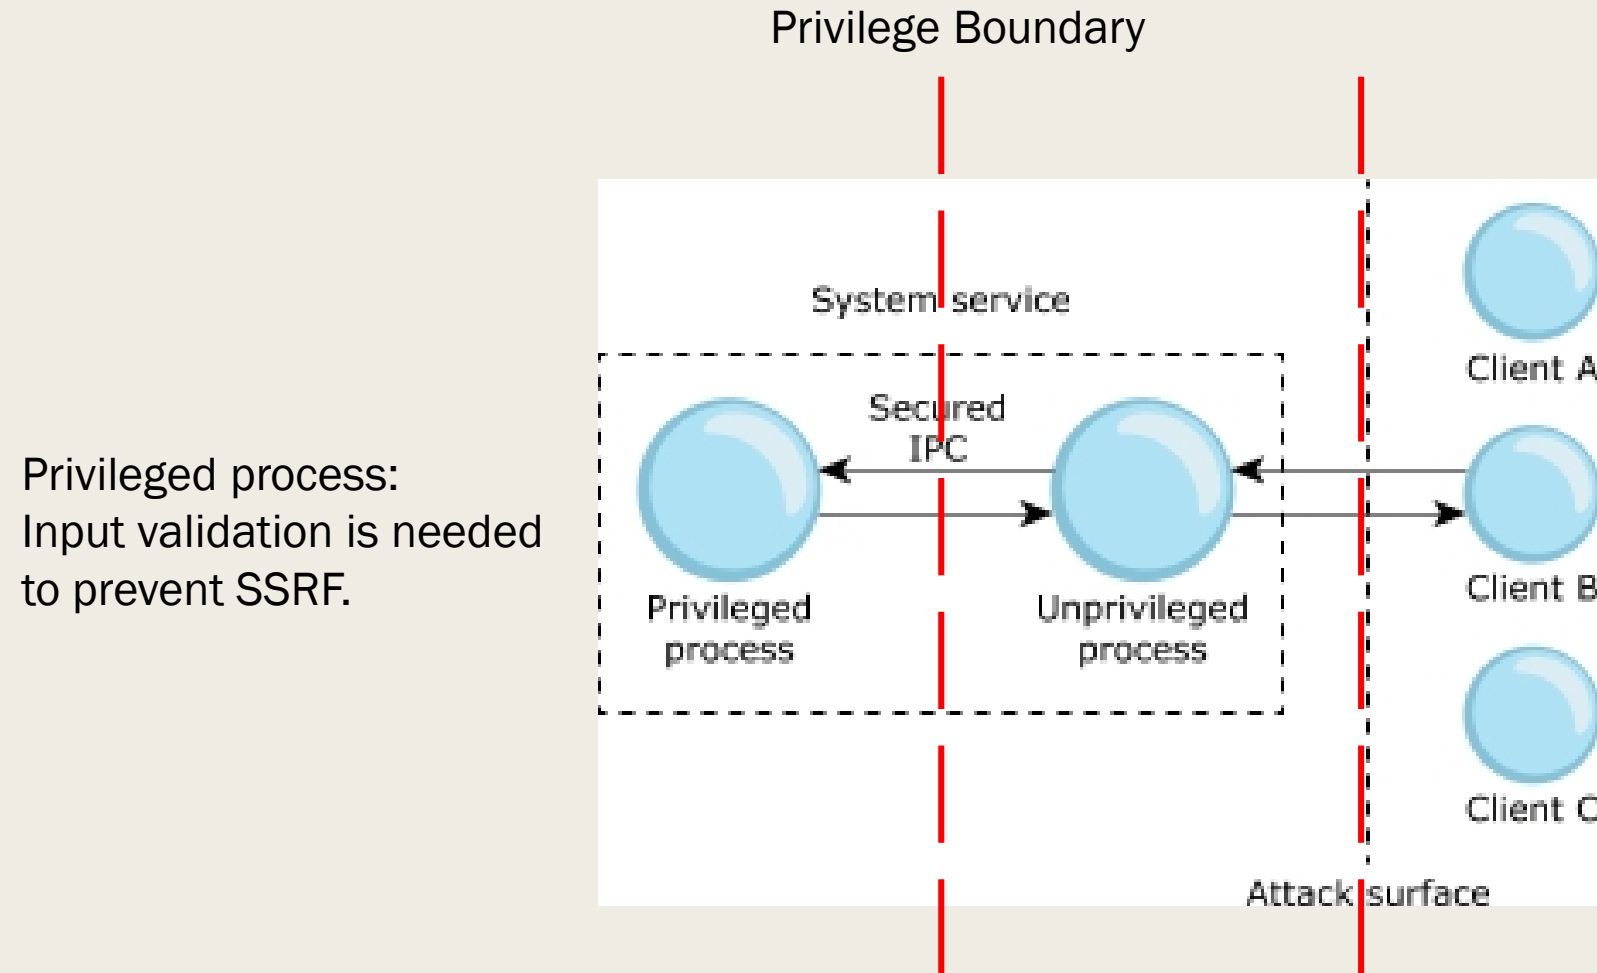 Privilege Boundary
System service
Secured
IPC
Privileged process:
Input validation is needed
to prevent SSRF.
Privileged
process
Unprivileged
process
Client A
Client B
Client C
Attack surface